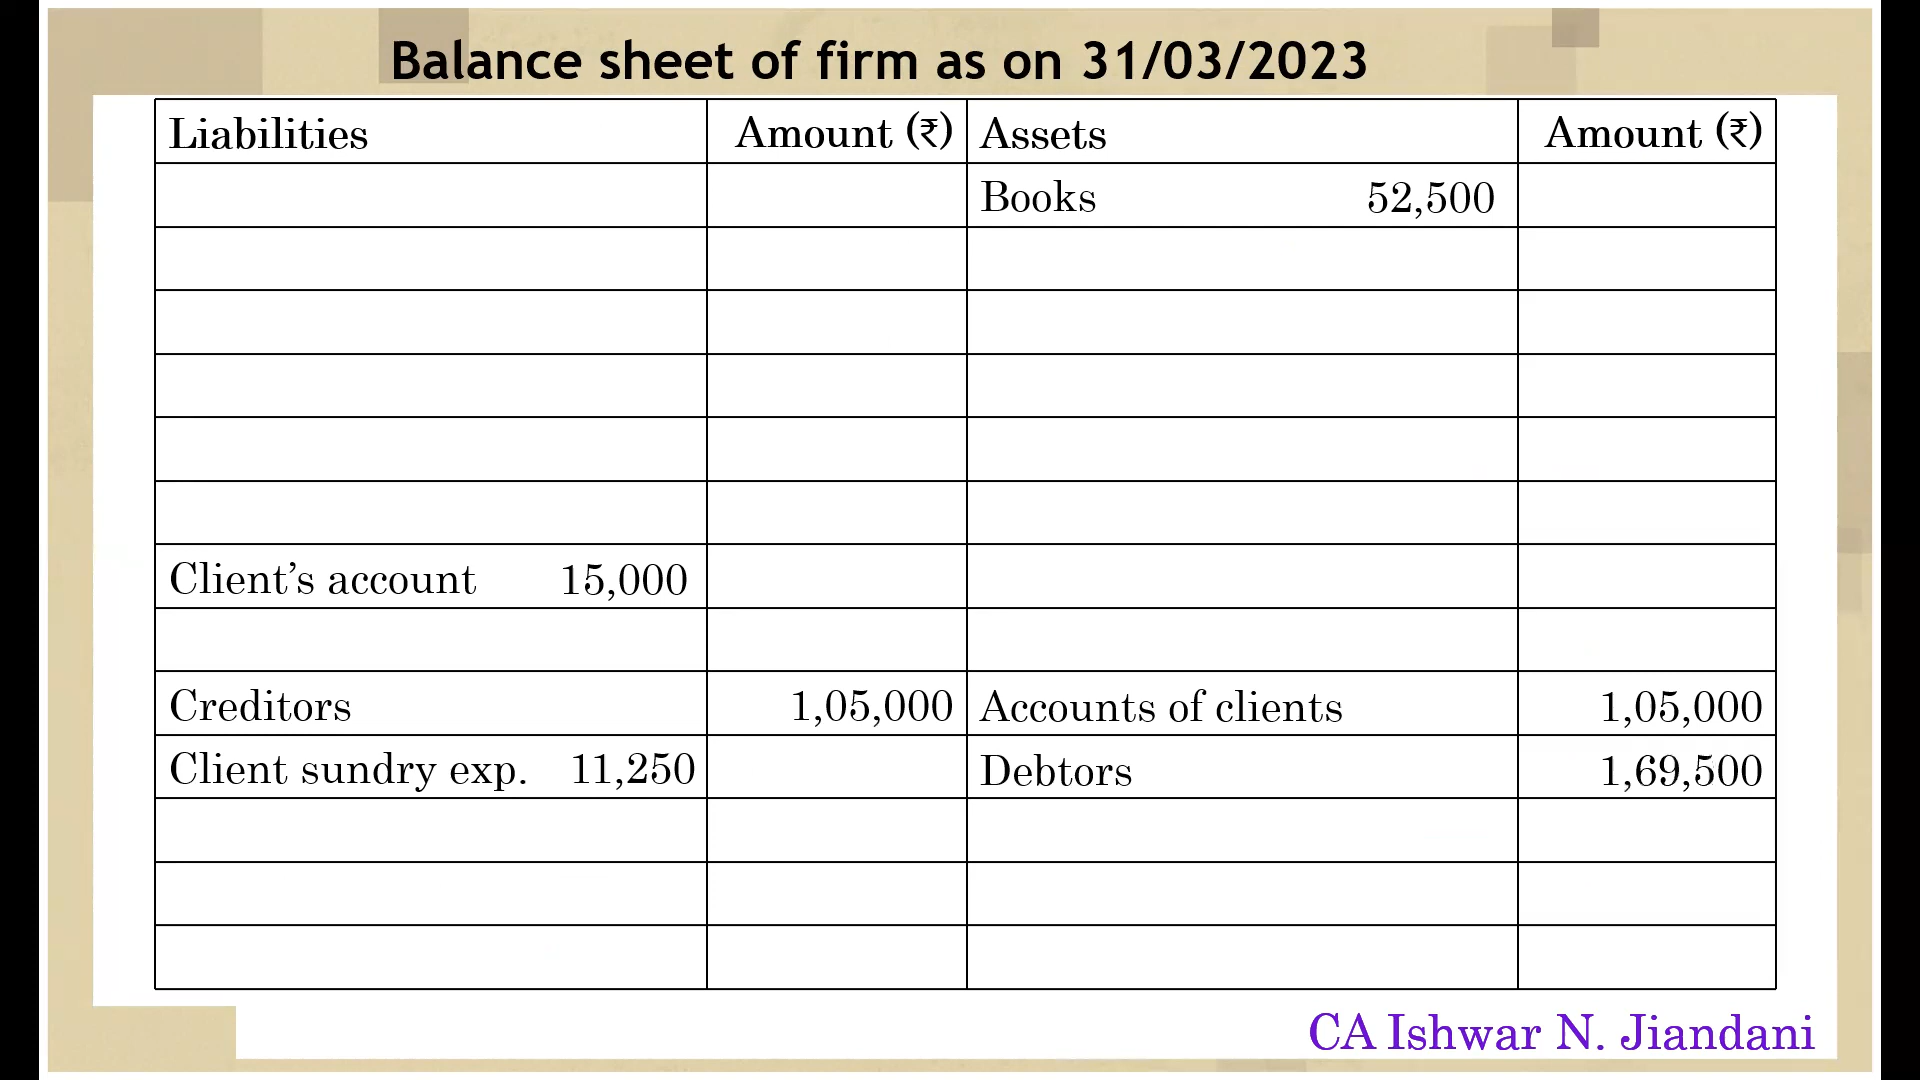 Balance sheet of firm as on 31/03/2023
Liabilities Amount (₹) Assets Amount (₹)
Books 52,500
Client’s account 15,000
Creditors 1,05,000 Accounts of clients 1,05,000
Client sundry exp. 11,250 Debtors 1,69,500
CA Ishwar N. Jiandani